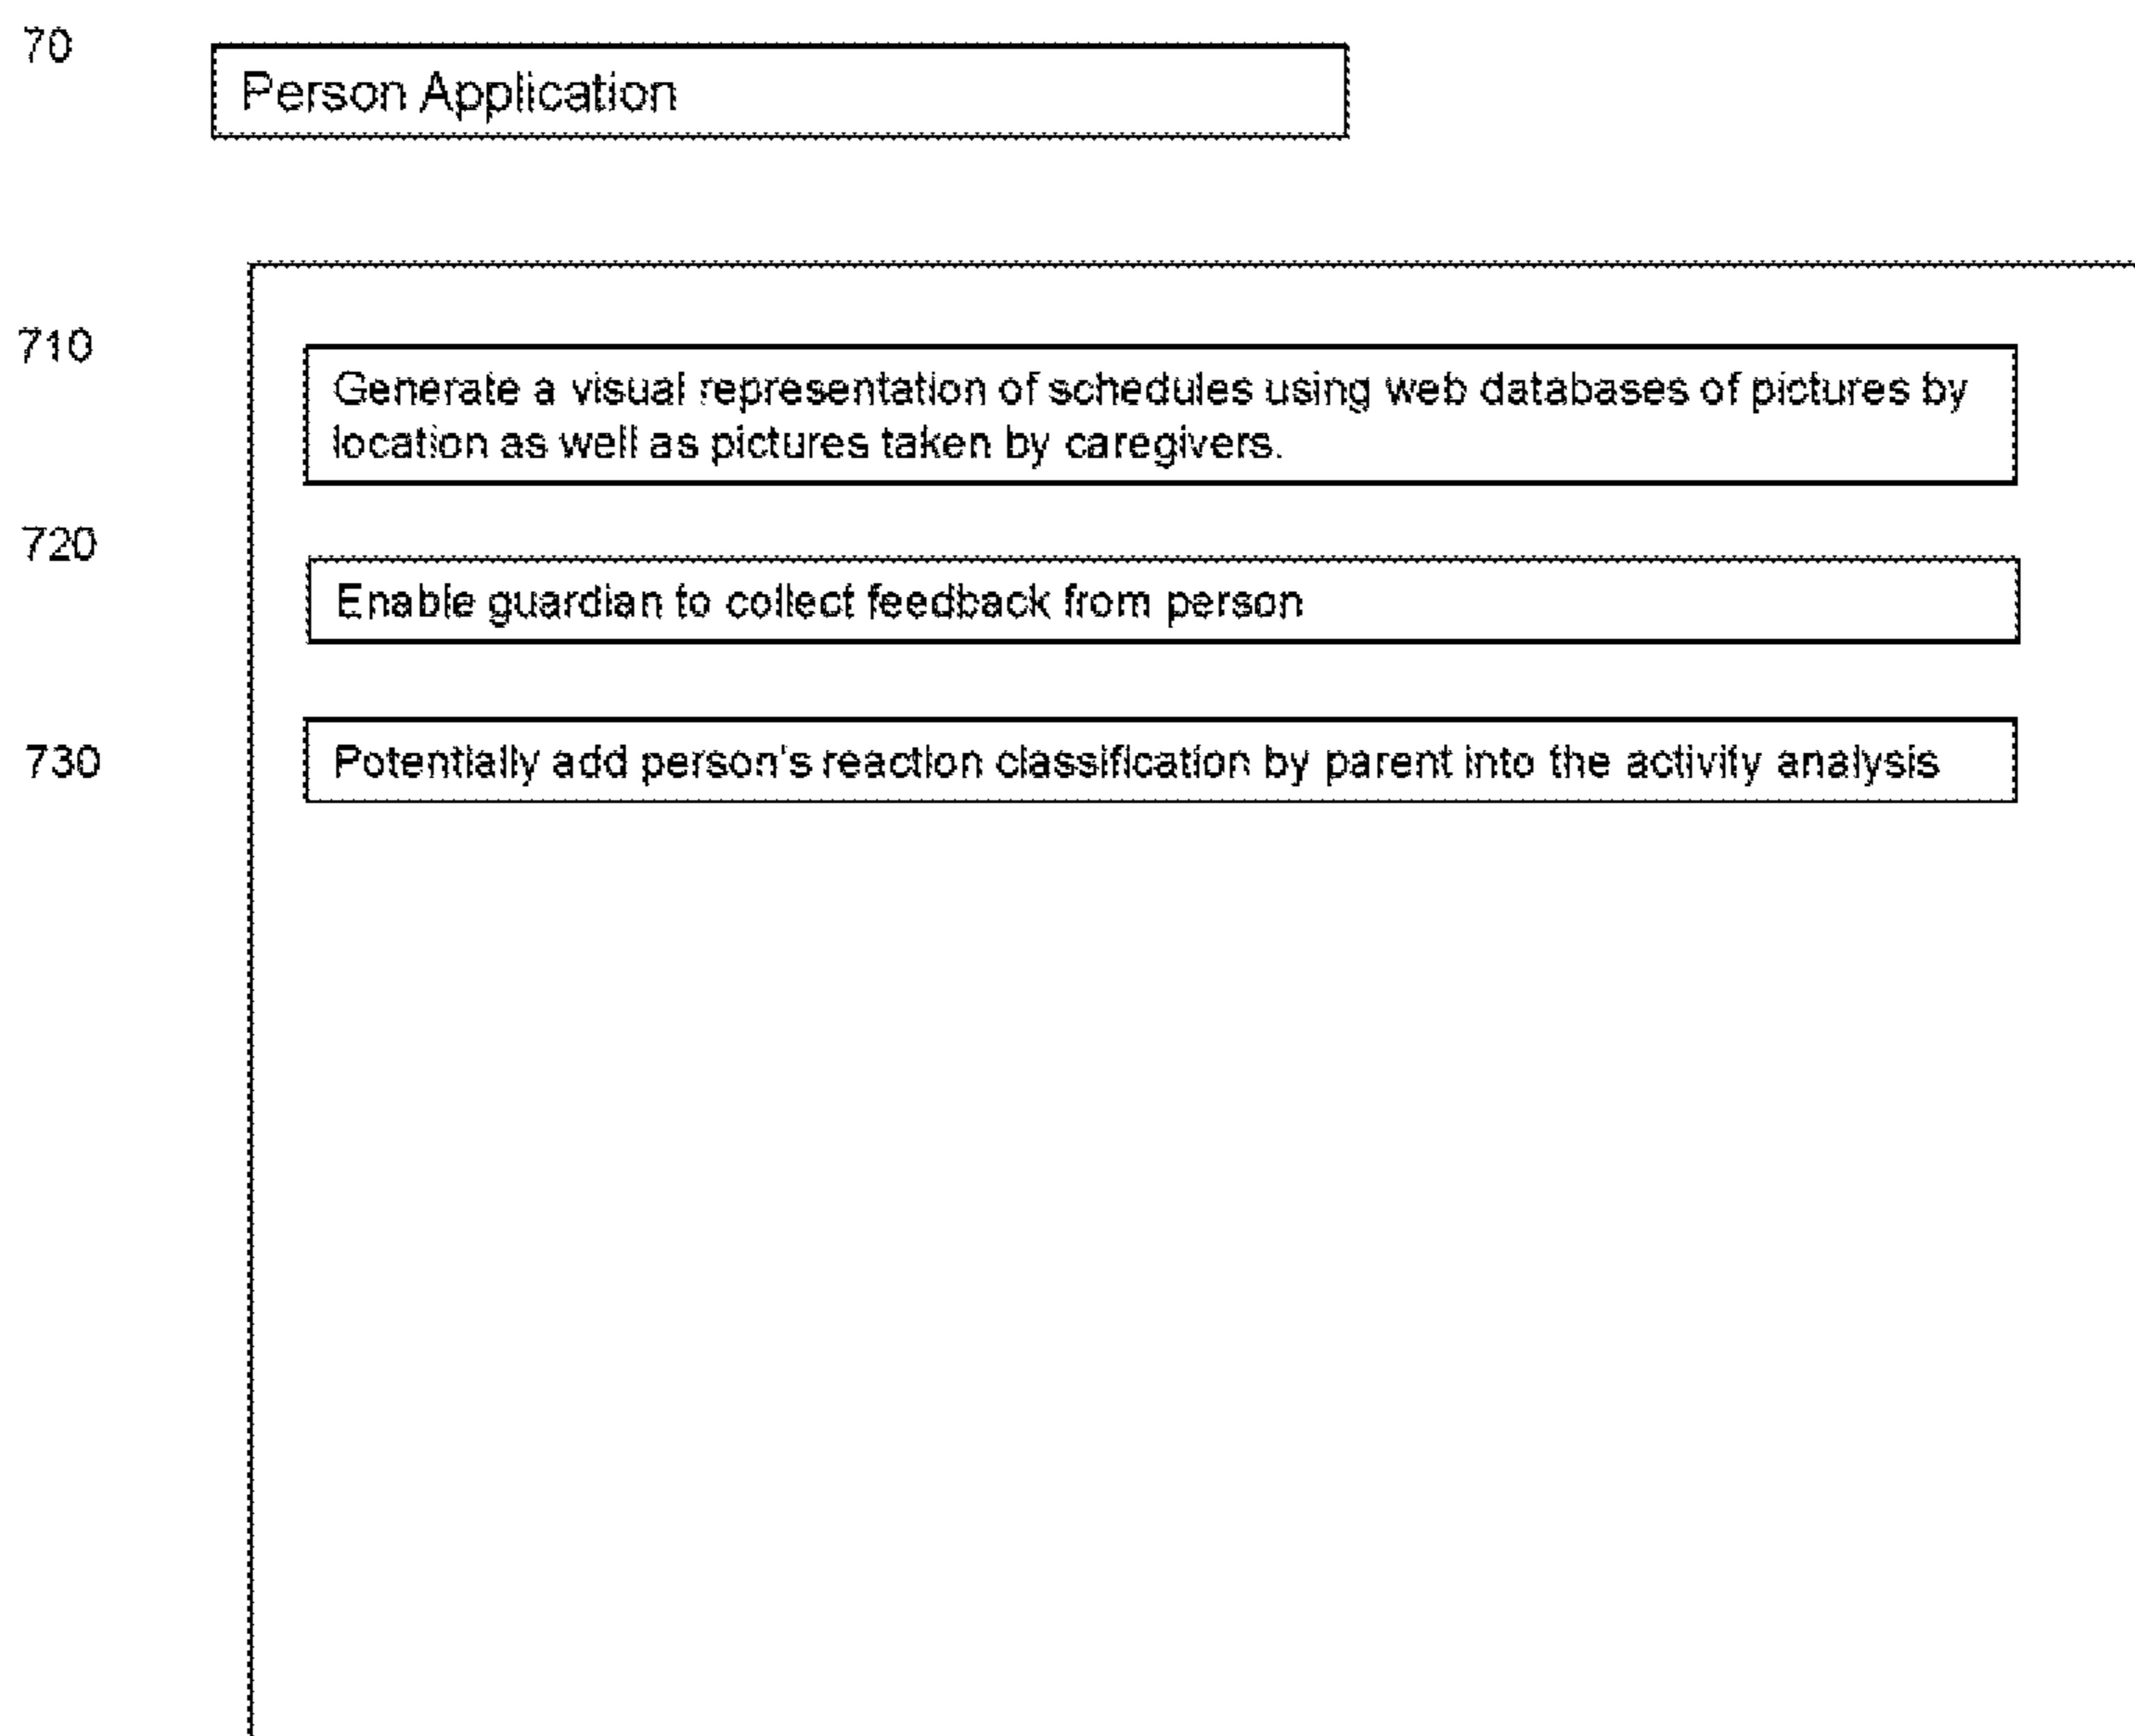 70
Person Application
710
Generate a visual representation of schedules using web databases of pictures by
location as well as pictures taken by caregivers.
720
Enable guardian to collect feedback from person
730
Potentially add person's reaction classification by parent into the activity analysis